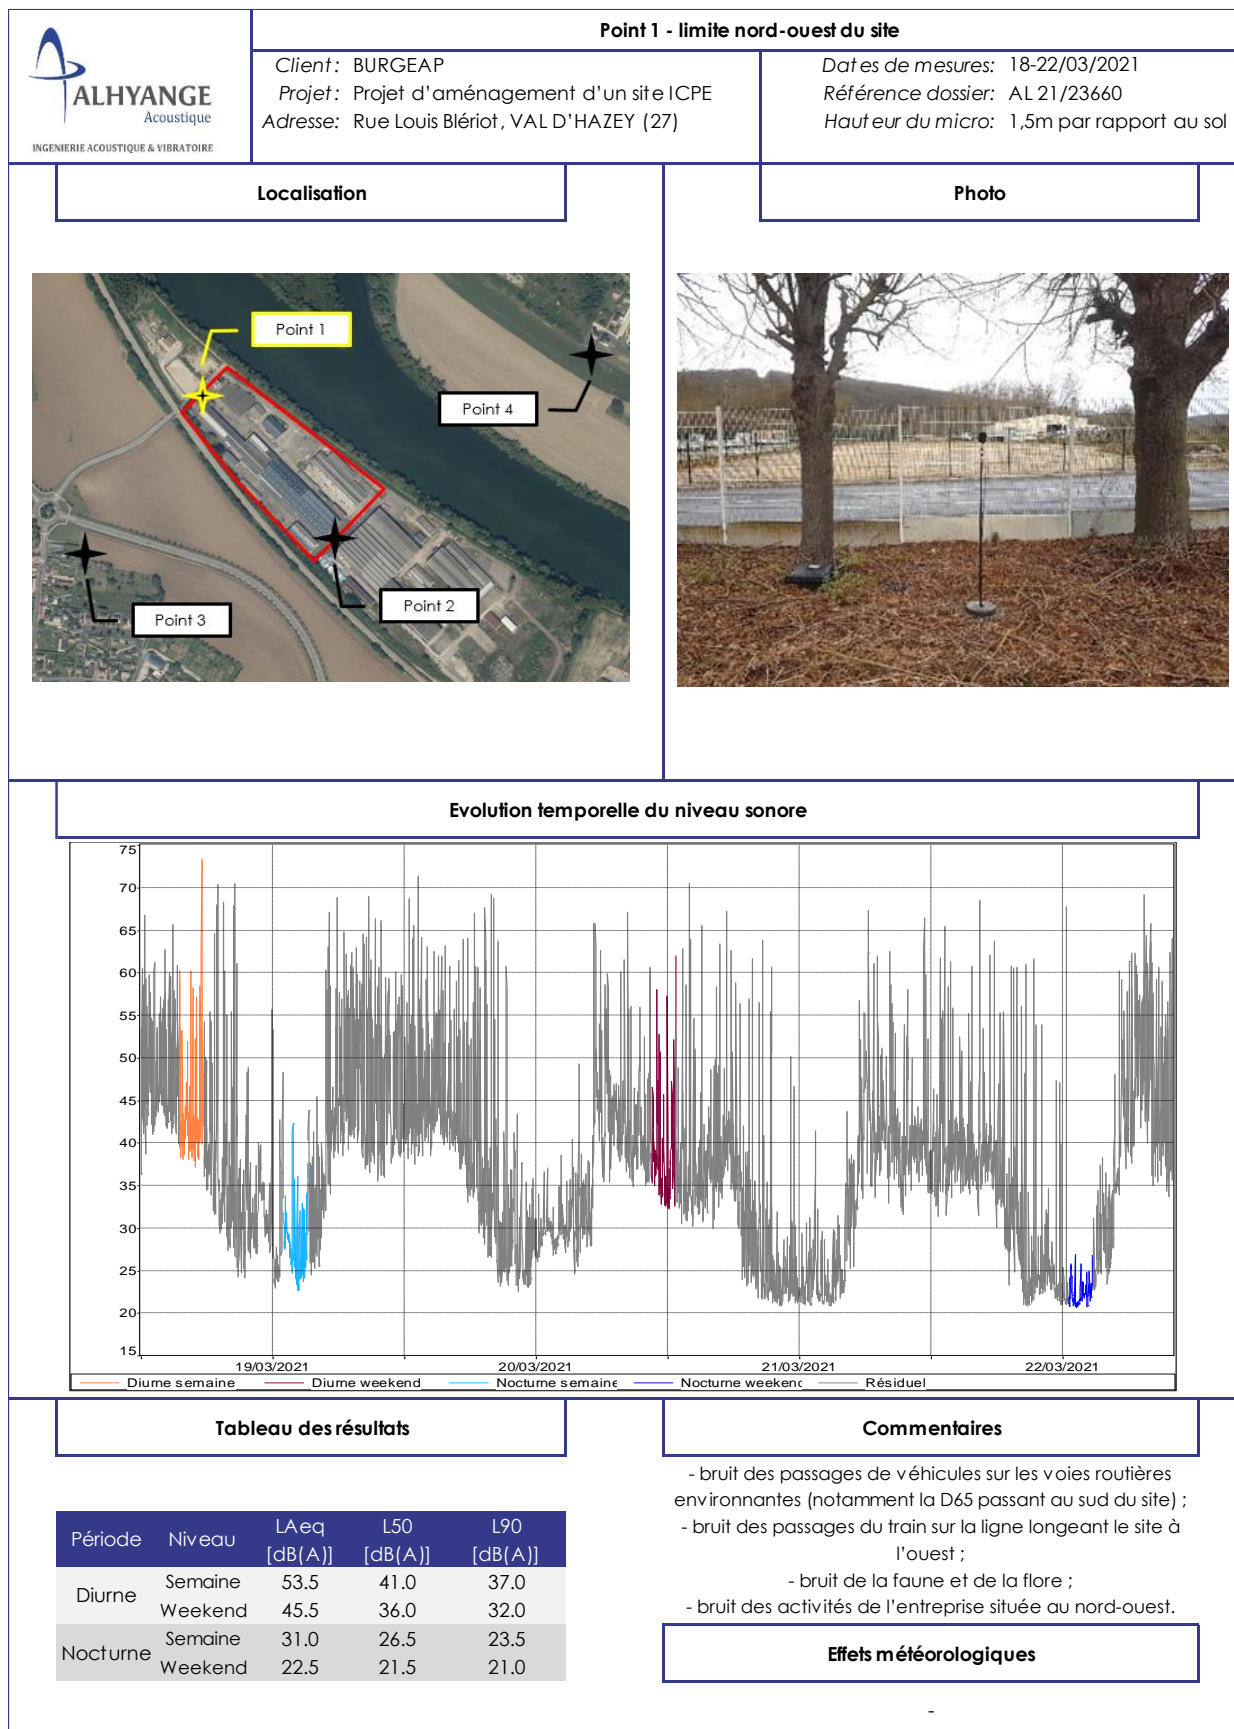 ALHYANGE
Acoustique
INGENIERIE ACOUSTIQUE & VIBRATOIRE
Point 1 - limite nord-ouest du site
Client: BURGEAP
Projet: Projet d'aménagement d'un site ICPE
Adresse: Rue Louis Blériot, VAL D'HAZEY (27)
Dates de mesures: 18-22/03/2021
Référence dossier: AL 21/23660
Hauteur du micro: 1,5m par rapport au sol
Localisation
Photo
Point 1
Point 4
Point 2
Point 3
Evolution temporelle du niveau sonore
75
70
65
60
55
50
45
40
35
30
25
20
15
19/03/2021 20/03/2021 21/03/2021 22/03/2021
Diurne semaine Diurne weekend Nocturne semaine Nocturne weekend Résiduel
Tableau des résultats
Période Niveau LAeq [dB(A)] L50 [dB(A)] L90 [dB(A)]
Diurne
Semaine 53.5 41.0 37.0
Weekend 45.5 36.0 32.0
Nocturne
Semaine 31.0 26.5 23.5
Weekend 22.5 21.5 21.0
Commentaires
- bruit des passages de véhicules sur les voies routières
environnantes (notamment la D65 passant au sud du site) ;
- bruit des passages du train sur la ligne longeant le site à
l'ouest ;
- bruit de la faune et de la flore ;
- bruit des activités de l'entreprise située au nord-ouest.
Effets météorologiques
-